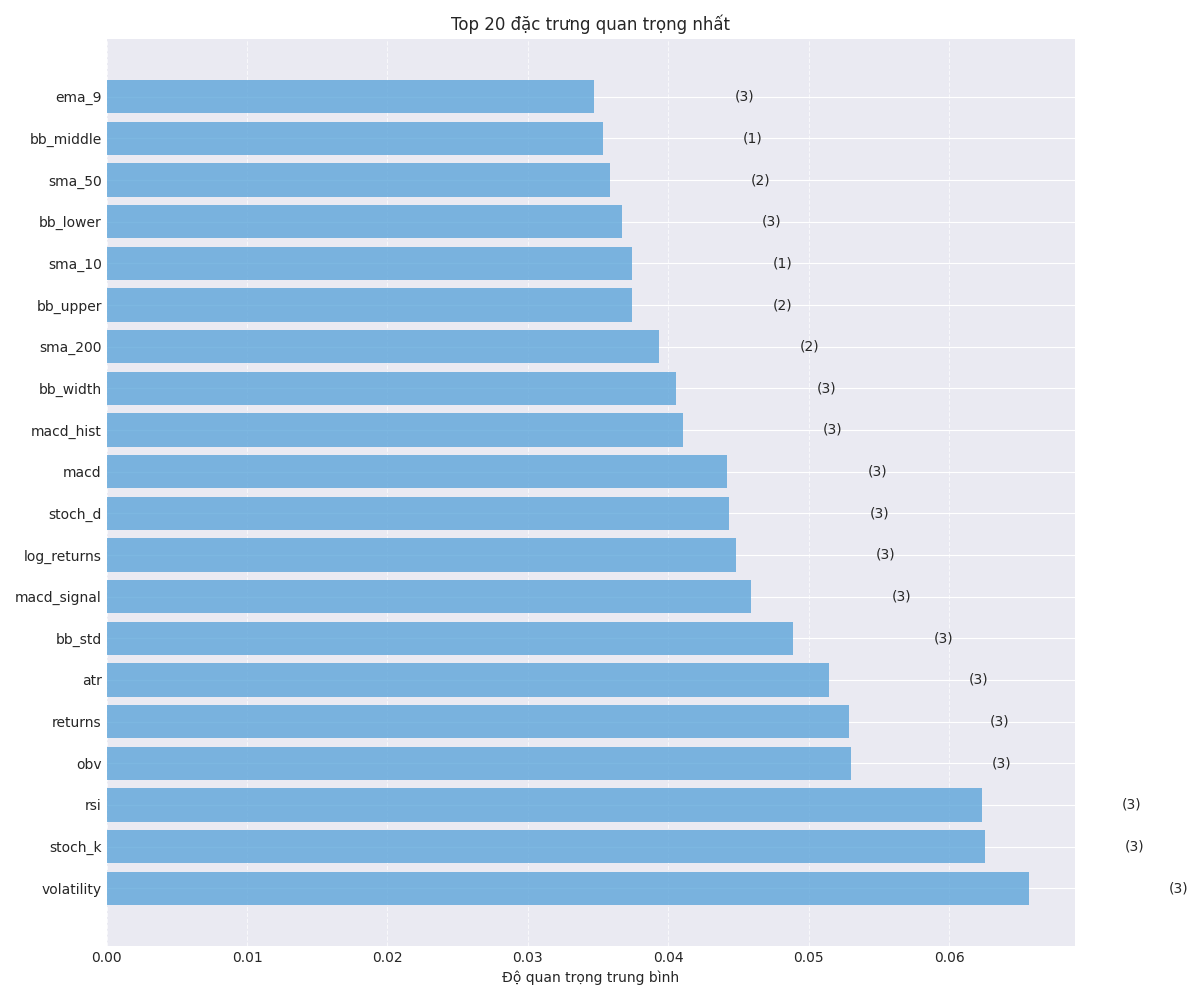 Top 20 đặc trưng quan trọng nhất
ema_9 (3)
bb_middle (1)
sma_50 (2)
bb_lower (3)
sma_10 (1)
bb_upper (2)
sma_200 (2)
bb_width (3)
macd_hist (3)
macd (3)
stoch_d (3)
log_returns (3)
macd_signal (3)
bb_std (3)
atr (3)
returns (3)
obv (3)
rsi (3)
stoch_k (3)
volatility (3)
0.00 0.01 0.02 0.03 0.04 0.05 0.06
Độ quan trọng trung bình